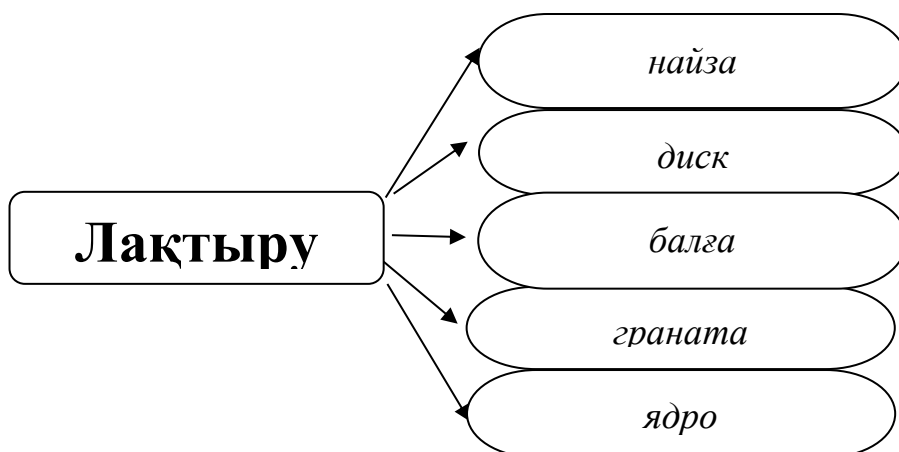 Лақтыру
найза
диск
балға
граната
ядро